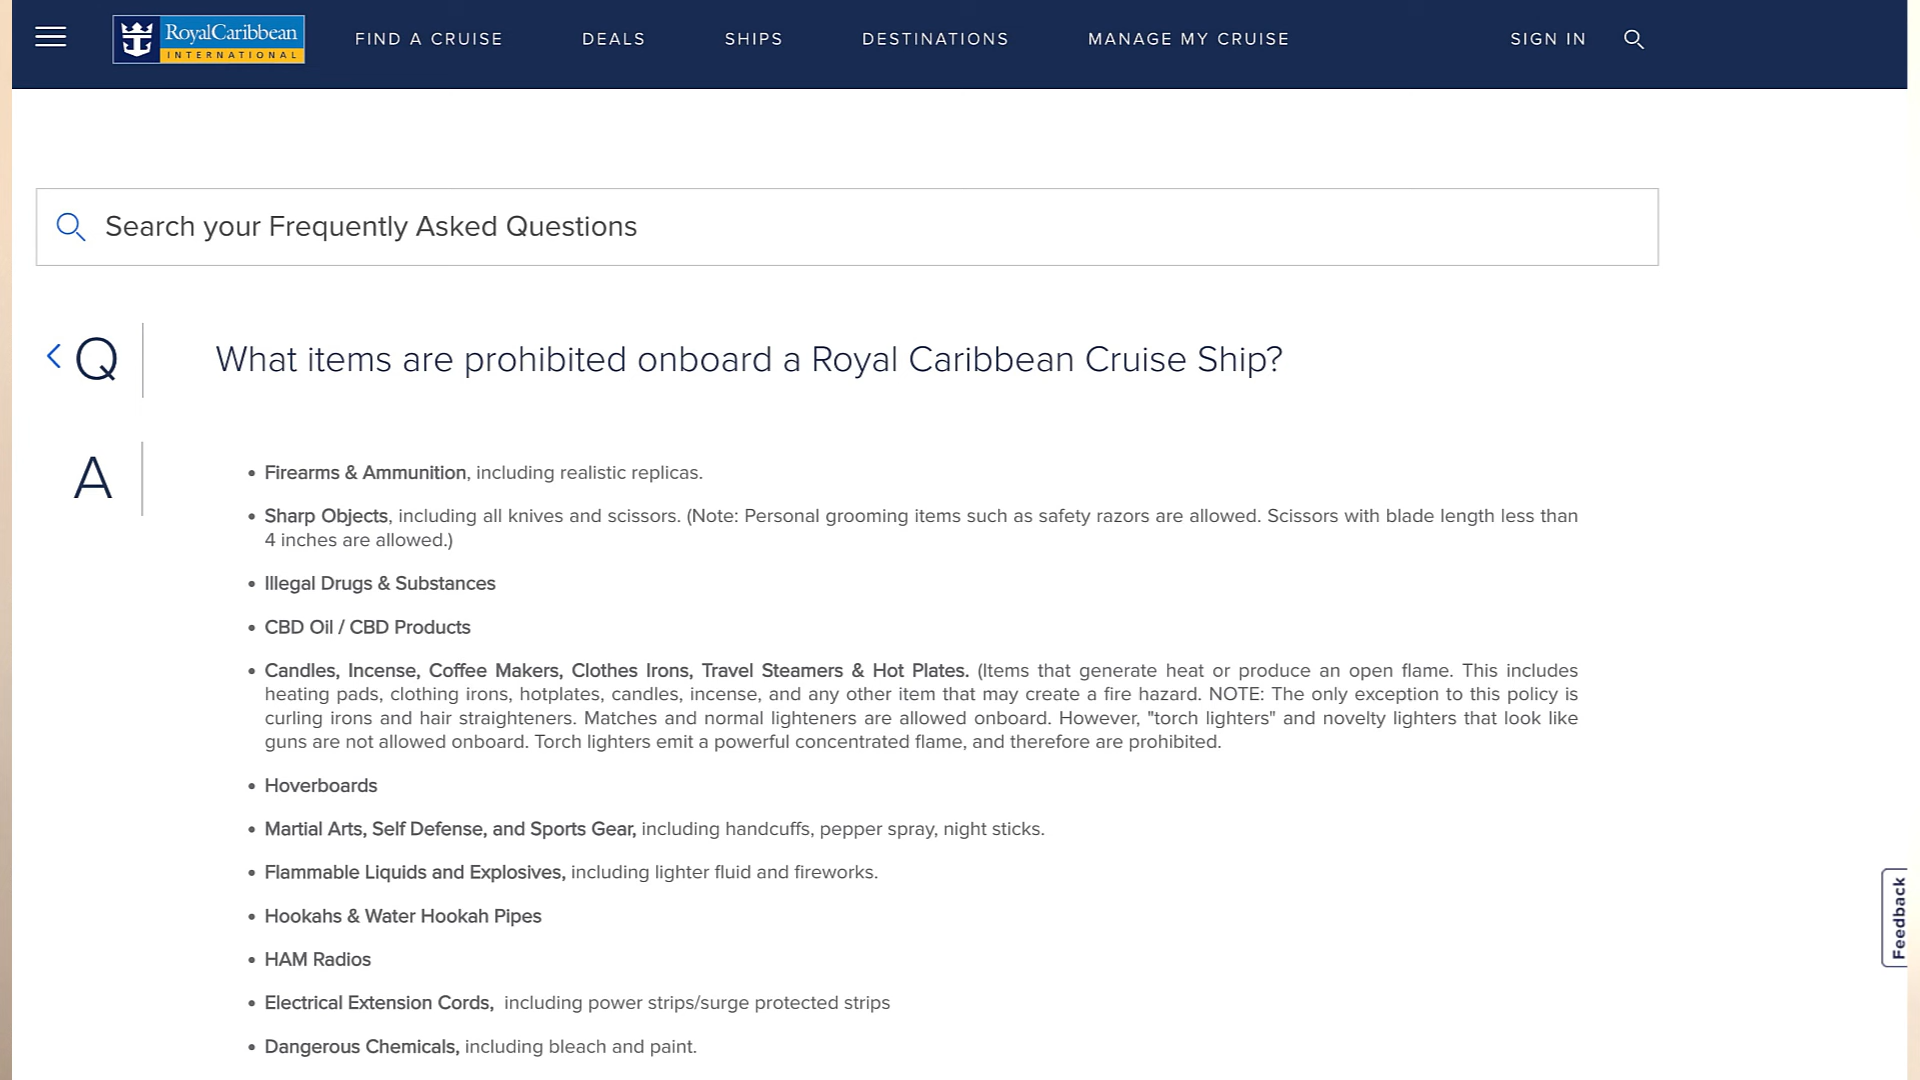 RoyalCaribbean
INTERNATIONAL
FIND A CRUISE
DEALS
SHIPS
DESTINATIONS
MANAGE MY CRUISE
SIGN IN
Search your Frequently Asked Questions
Q
What items are prohibited onboard a Royal Caribbean Cruise Ship?
A
• Firearms & Ammunition, including realistic replicas.
• Sharp Objects, including all knives and scissors. (Note: Personal grooming items such as safety razors are allowed. Scissors with blade length less than
4 inches are allowed.)
• Illegal Drugs & Substances
• CBD Oil / CBD Products
• Candles, Incense, Coffee Makers, Clothes Irons, Travel Steamers & Hot Plates. (Items that generate heat or produce an open flame. This includes
heating pads, clothing irons, hotplates, candles, incense, and any other item that may create a fire hazard. NOTE: The only exception to this policy is
curling irons and hair straighteners. Matches and normal lighteners are allowed onboard. However, "torch lighters" and novelty lighters that look like
guns are not allowed onboard. Torch lighters emit a powerful concentrated flame, and therefore are prohibited.
• Hoverboards
• Martial Arts, Self Defense, and Sports Gear, including handcuffs, pepper spray, night sticks.
• Flammable Liquids and Explosives, including lighter fluid and fireworks.
• Hookahs & Water Hookah Pipes
• HAM Radios
• Electrical Extension Cords, including power strips/surge protected strips
• Dangerous Chemicals, including bleach and paint.
Feedback